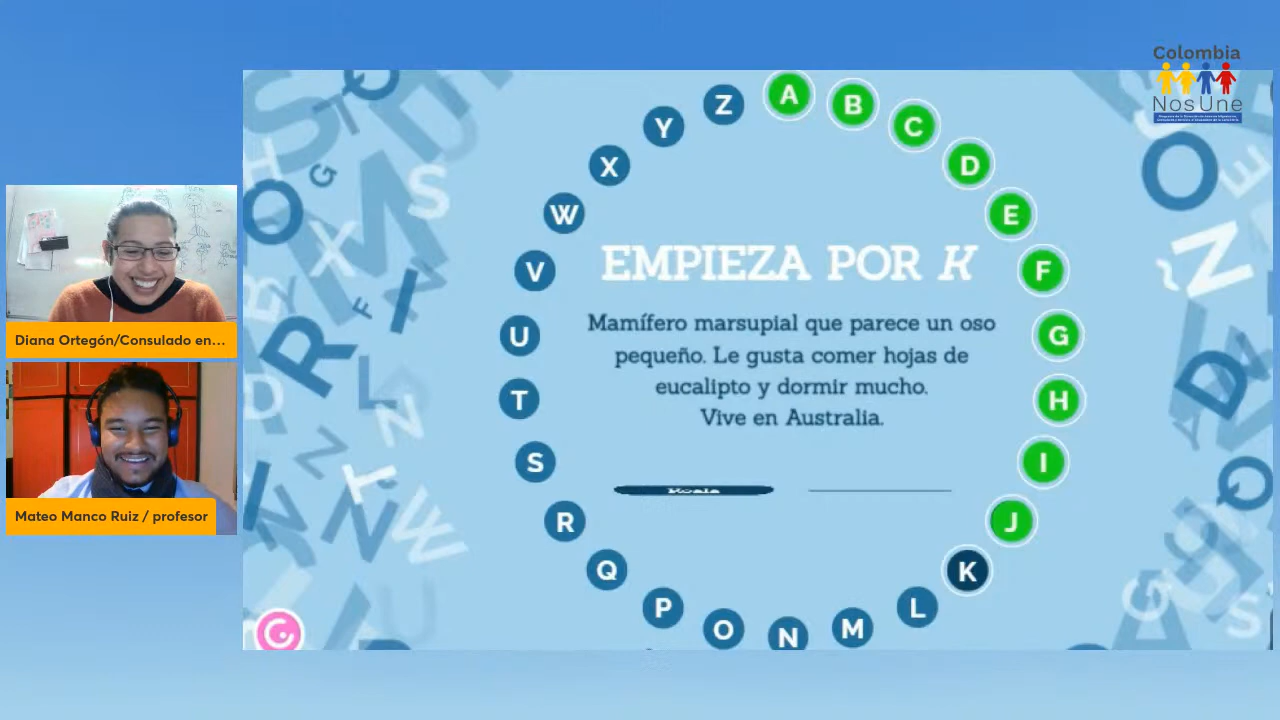 Colombia
NosUne
Diana Ortegón/Consulado en...
Mateo Manco Ruiz / profesor
EMPIEZA POR K
Mamífero marsupial que parece un oso
pequeño. Le gusta comer hojas de
eucalipto y dormir mucho.
Vive en Australia.
Koala
A
B
C
D
E
F
G
H
I
J
K
L
M
N
O
P
Q
R
S
T
U
V
W
X
Y
Z